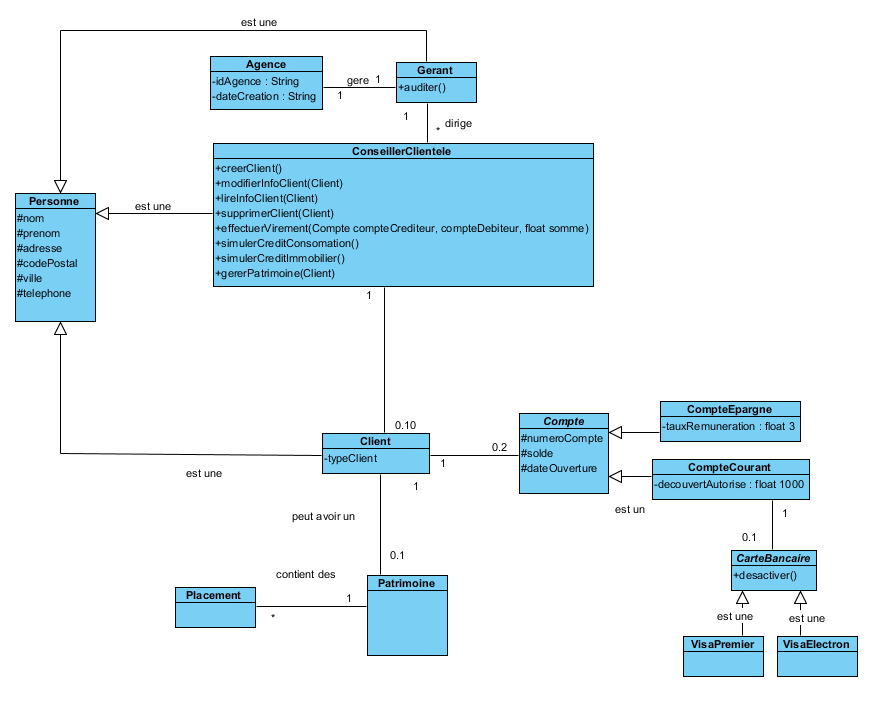 est une
Agence
-idAgence : String
-dateCreation : String
gere 1
1
Gerant
+auditer()
1
* dirige
ConseillerClientele
+creerClient()
+modifierInfoClient(Client)
+lireInfoClient(Client)
+supprimerClient(Client)
+effectuerVirement(Compte compteCrediteur, compteDebiteur, float somme)
+simulerCreditConsomation()
+simulerCreditImmobilier()
+gererPatrimoine(Client)
est une
Personne
#nom
#prenom
#adresse
#codePostal
#ville
#telephone
1
0.10
Client
-typeClient
est une
1
0.2
Compte
#numeroCompte
#solde
#dateOuverture
CompteEpargne
-tauxRemuneration : float 3
CompteCourant
-decouvertAutorise : float 1000
est un
1
0.1
CarteBancaire
+desactiver()
est une
est une
VisaPremier
VisaElectron
1
peut avoir un
0.1
Patrimoine
contient des
1
*
Placement